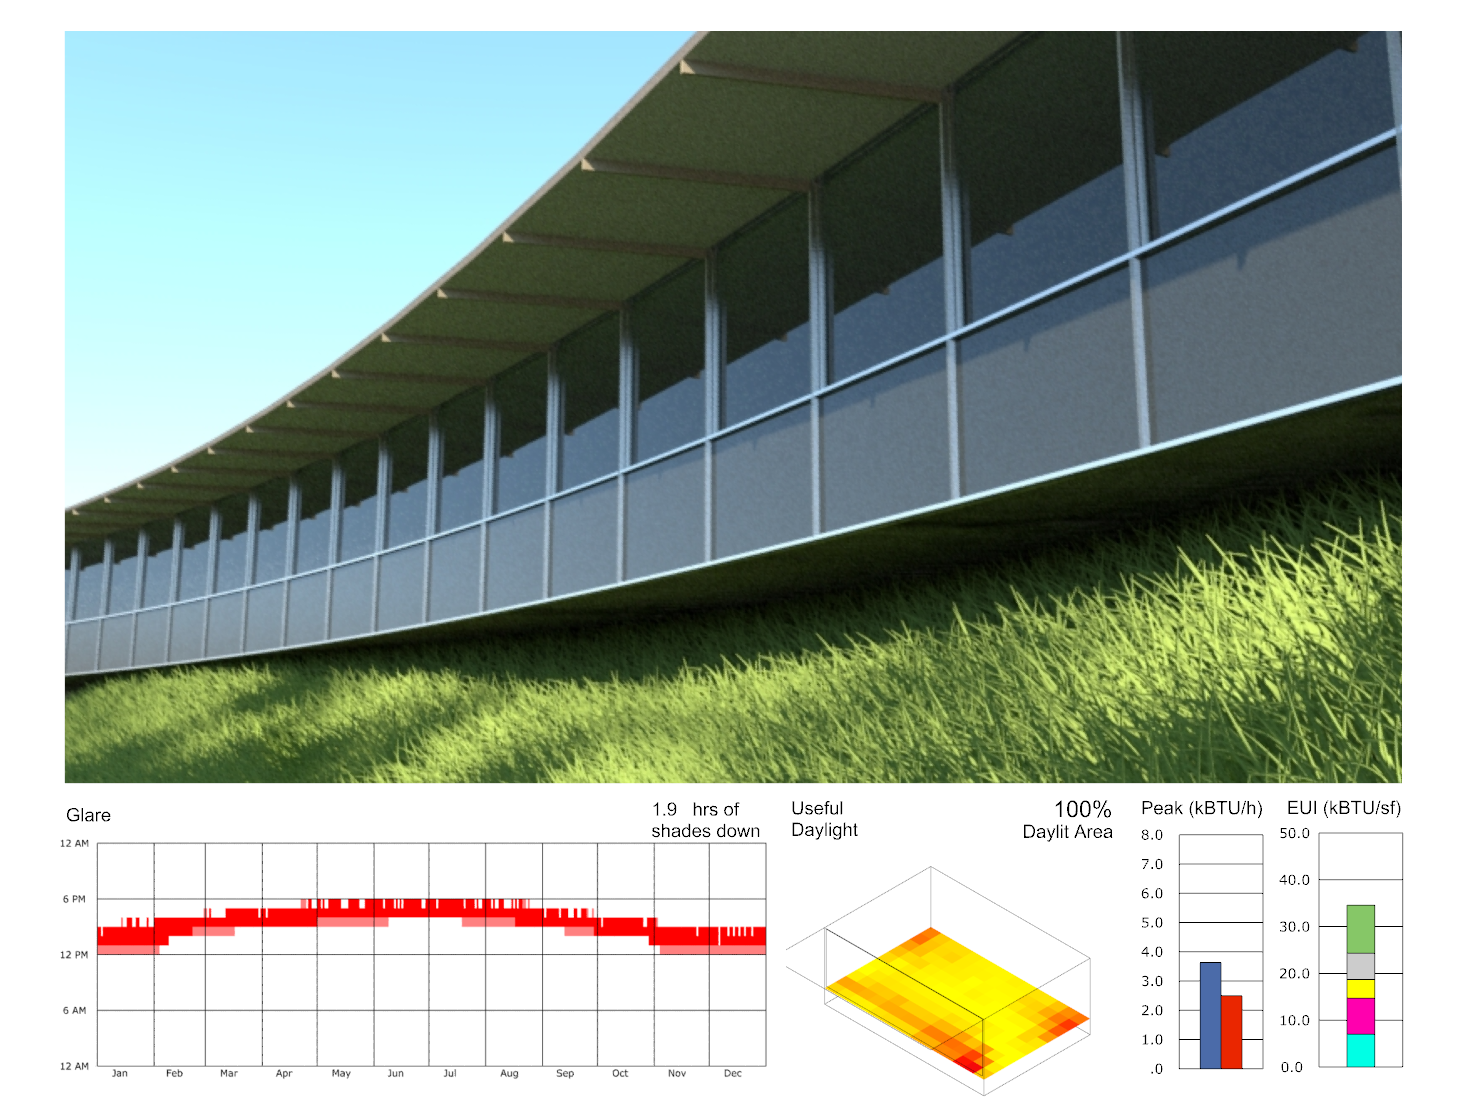 Glare
1.9 hrs of
shades down
12 AM
6 PM
12 PM
6 AM
12 AM
Jan Feb Mar Apr May Jun Jul Aug Sep Oct Nov Dec
Useful
Daylight
100%
Daylit Area
Peak (kBTU/h)
8.0
7.0
6.0
5.0
4.0
3.0
2.0
1.0
.0
EUI (kBTU/sf)
50.0
40.0
30.0
20.0
10.0
0.0